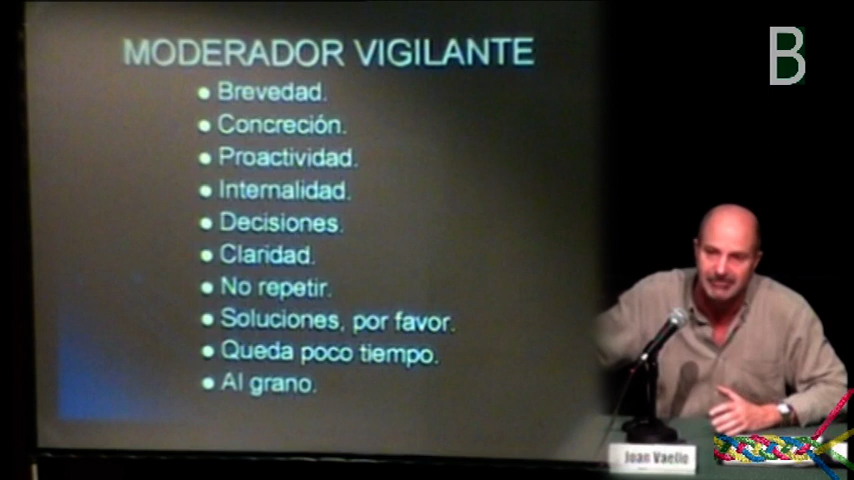 MODERADOR VIGILANTE
Brevedad.
Concreción.
Proactividad.
Internalidad.
Decisiones.
Claridad.
No repetir.
Soluciones, por favor.
Queda poco tiempo.
Al grano.
B
Joan Vaello